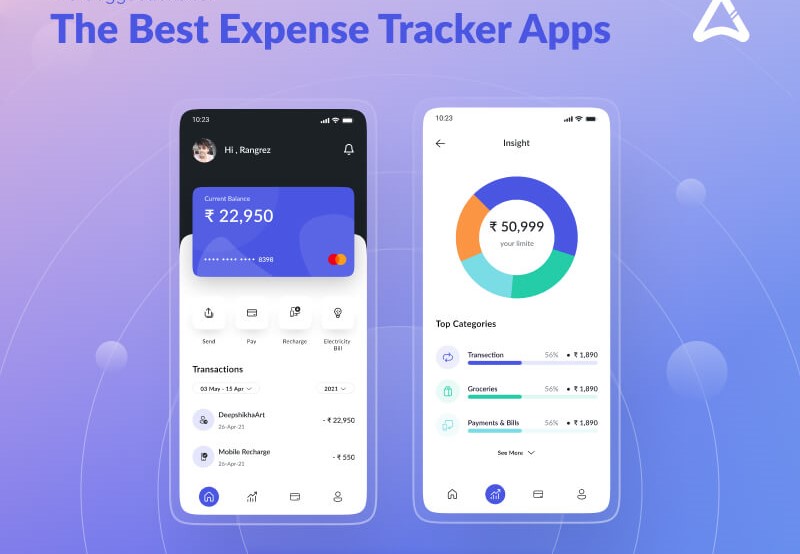 The Best Expense Tracker Apps
10:23
Hi , Rangrez
Current Balance
₹ 22,950
•••• •••• •••• 8398
Send
Pay
Recharge
Electricity
Bill
Transactions
03 May - 15 Apr
2021
DeepshikhaArt
26-Apr-21
- ₹ 22,950
Mobile Recharge
26-Apr-21
- ₹ 550
10:23
Insight
₹ 50,999
your limite
Top Categories
Transection
56% • ₹ 1,890
Groceries
56% • ₹ 1,890
Payments & Bills
56% • ₹ 1,890
See More